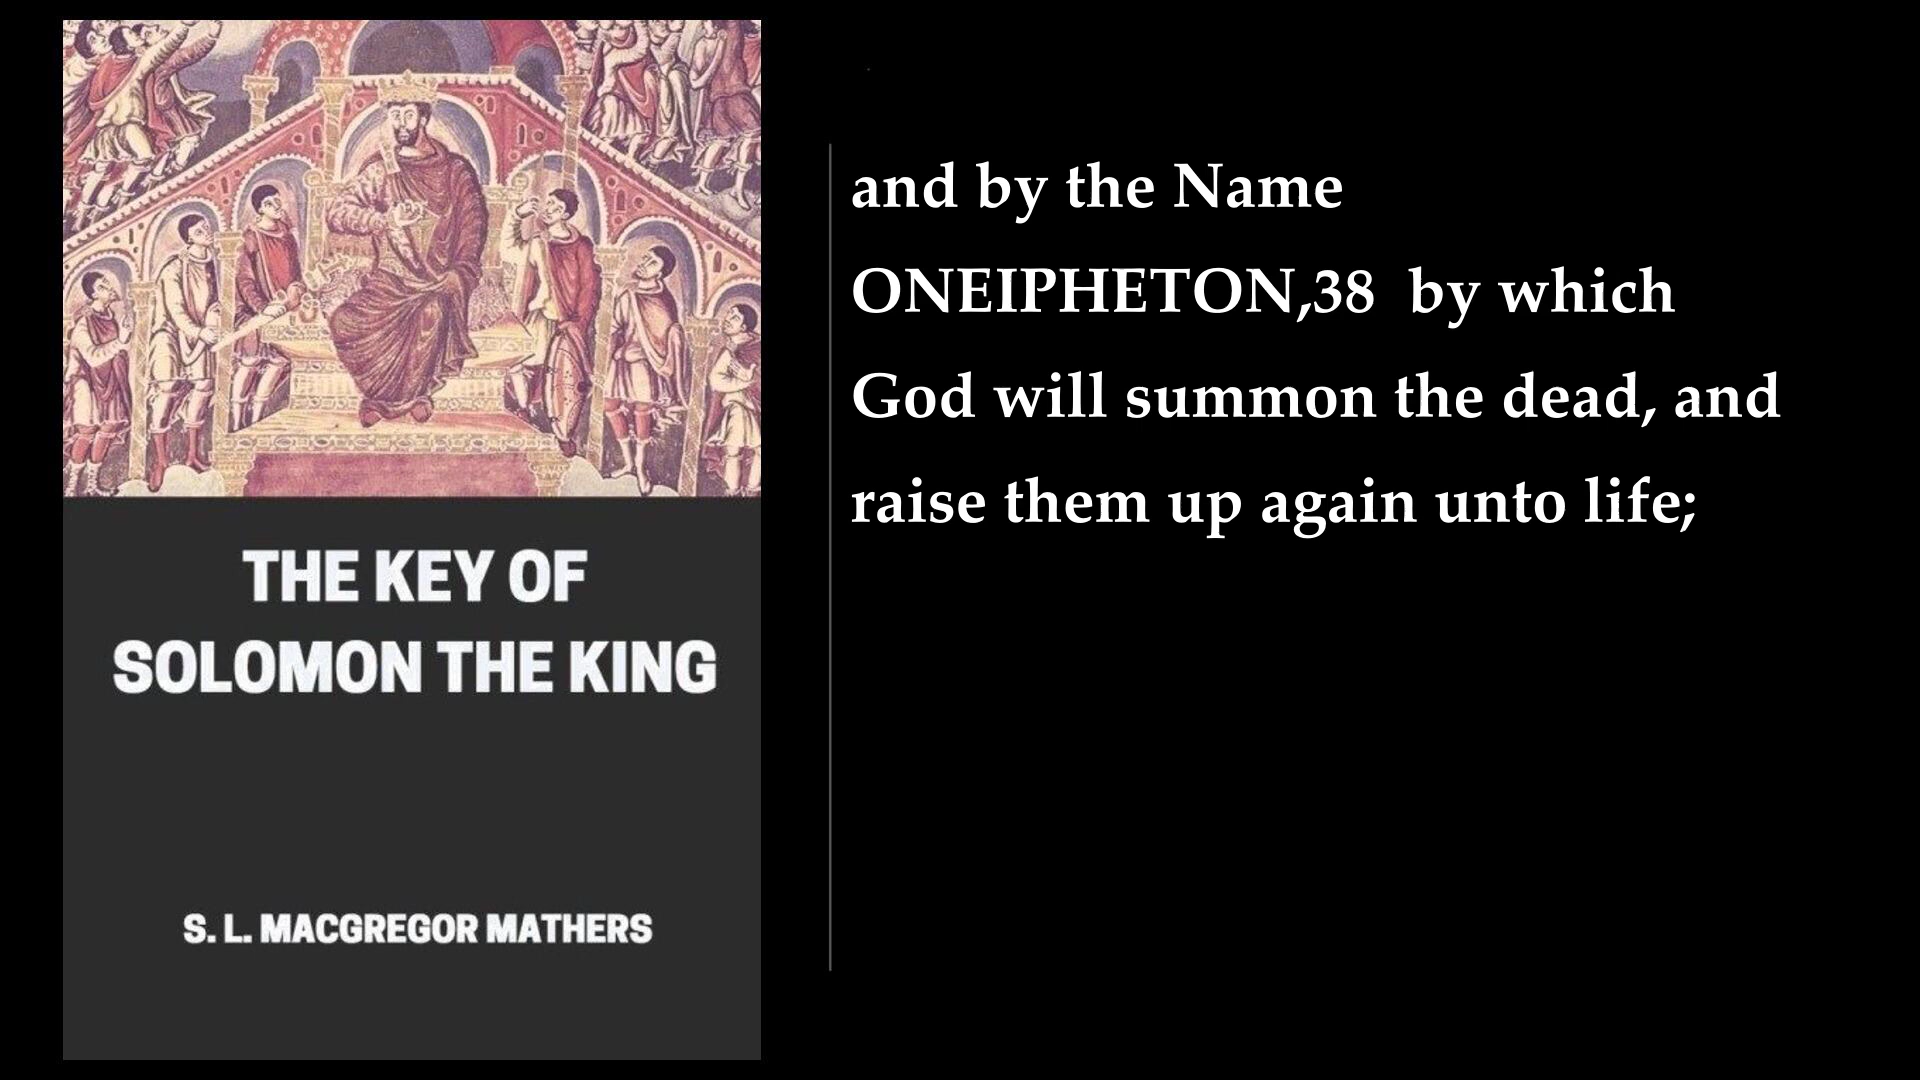 THE KEY OF
SOLOMON THE KING
S. L. MACGREGOR MATHERS
and by the Name
ONEIPHETON,38  by which
God will summon the dead, and
raise them up again unto life;